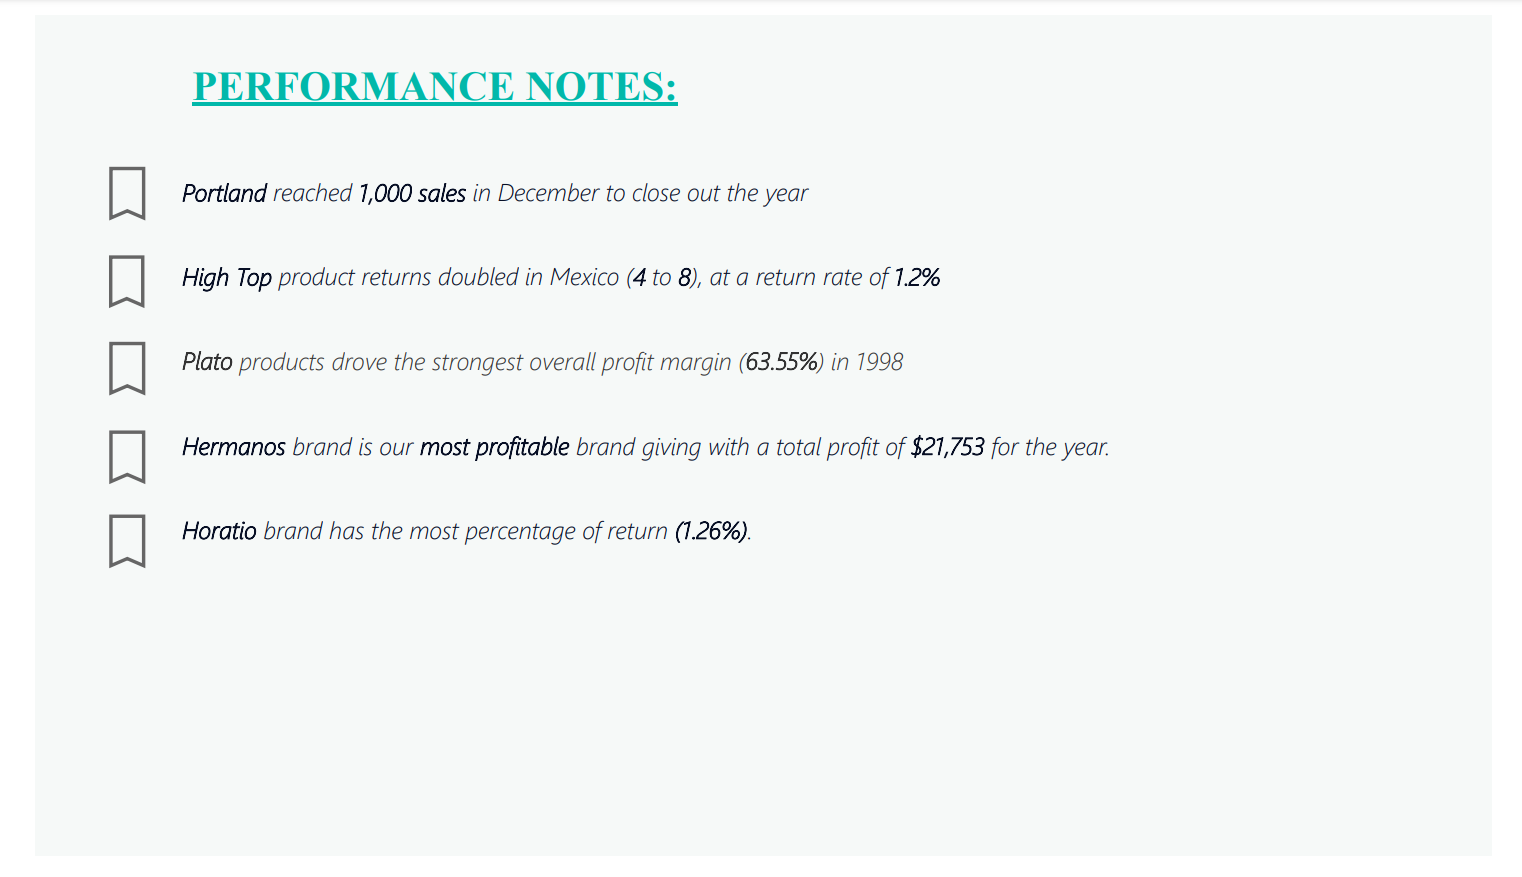 PERFORMANCE NOTES:
Portland reached 1,000 sales in December to close out the year
High Top product returns doubled in Mexico (4 to 8), at a return rate of 1.2%
Plato products drove the strongest overall profit margin (63.55%) in 1998
Hermanos brand is our most profitable brand giving with a total profit of $21,753 for the year.
Horatio brand has the most percentage of return (1.26%).